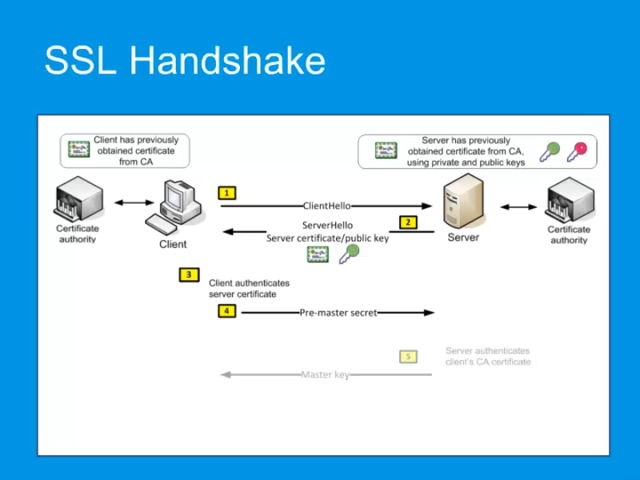 SSL Handshake
Client has previously
obtained certificate
from CA
Server has previously
obtained certificate from CA,
using private and public keys
1
ClientHello
ServerHello
2
Server certificate/public key
Certificate
authority
Client
Server
Certificate
authority
3
Client authenticates
server certificate
4
Pre-master secret
5
Server authenticates
client's CA certificate
Master key